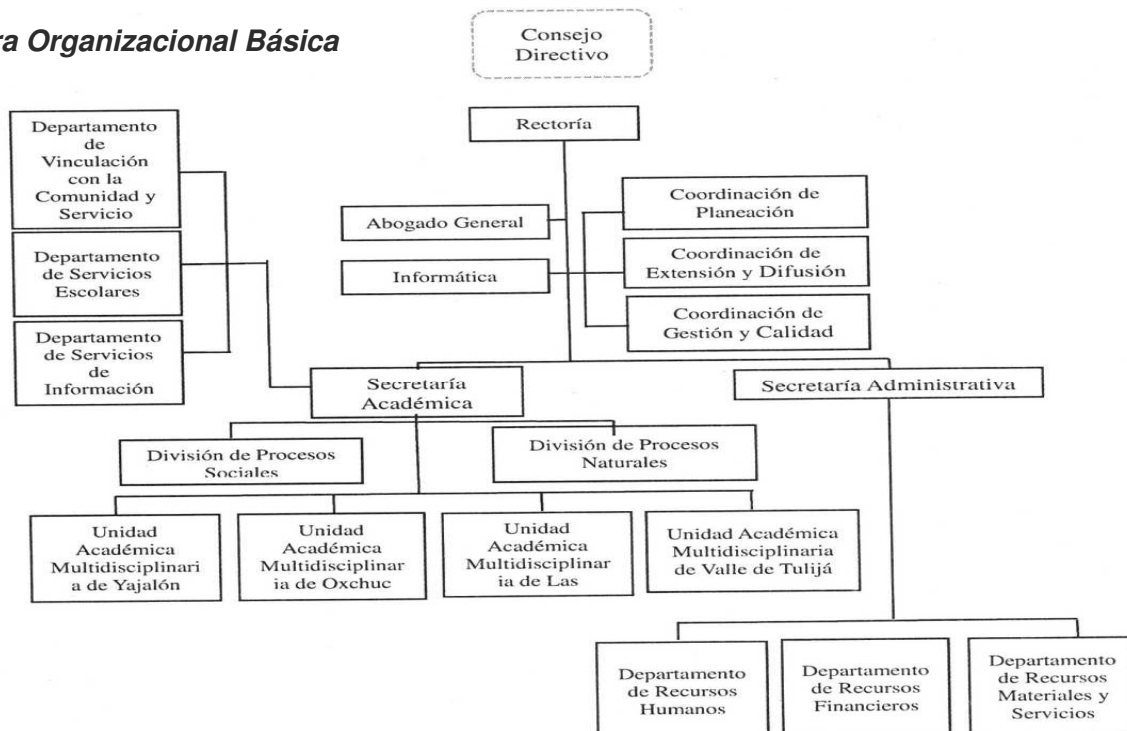 ra Organizacional Básica
Consejo
Directivo
Rectoría
Departamento
de
Vinculación
con la
Comunidad y
Servicio
Abogado General
Coordinación de
Planeación
Departamento
de Servicios
Escolares
Informática
Coordinación de
Extensión y Difusión
Departamento
de Servicios
de
Información
Coordinación de
Gestión y Calidad
Secretaría
Académica
Secretaría Administrativa
División de Procesos
Sociales
División de Procesos
Naturales
Unidad
Académica
Multidisciplinari
a de Yajalón
Unidad
Académica
Multidisciplinar
ia de Oxchuc
Unidad
Académica
Multidisciplinar
ia de Las
Unidad Académica
Multidisciplinaria
de Valle de Tulijá
Departamento
de Recursos
Humanos
Departamento
de Recursos
Financieros
Departamento
de Recursos
Materiales y
Servicios